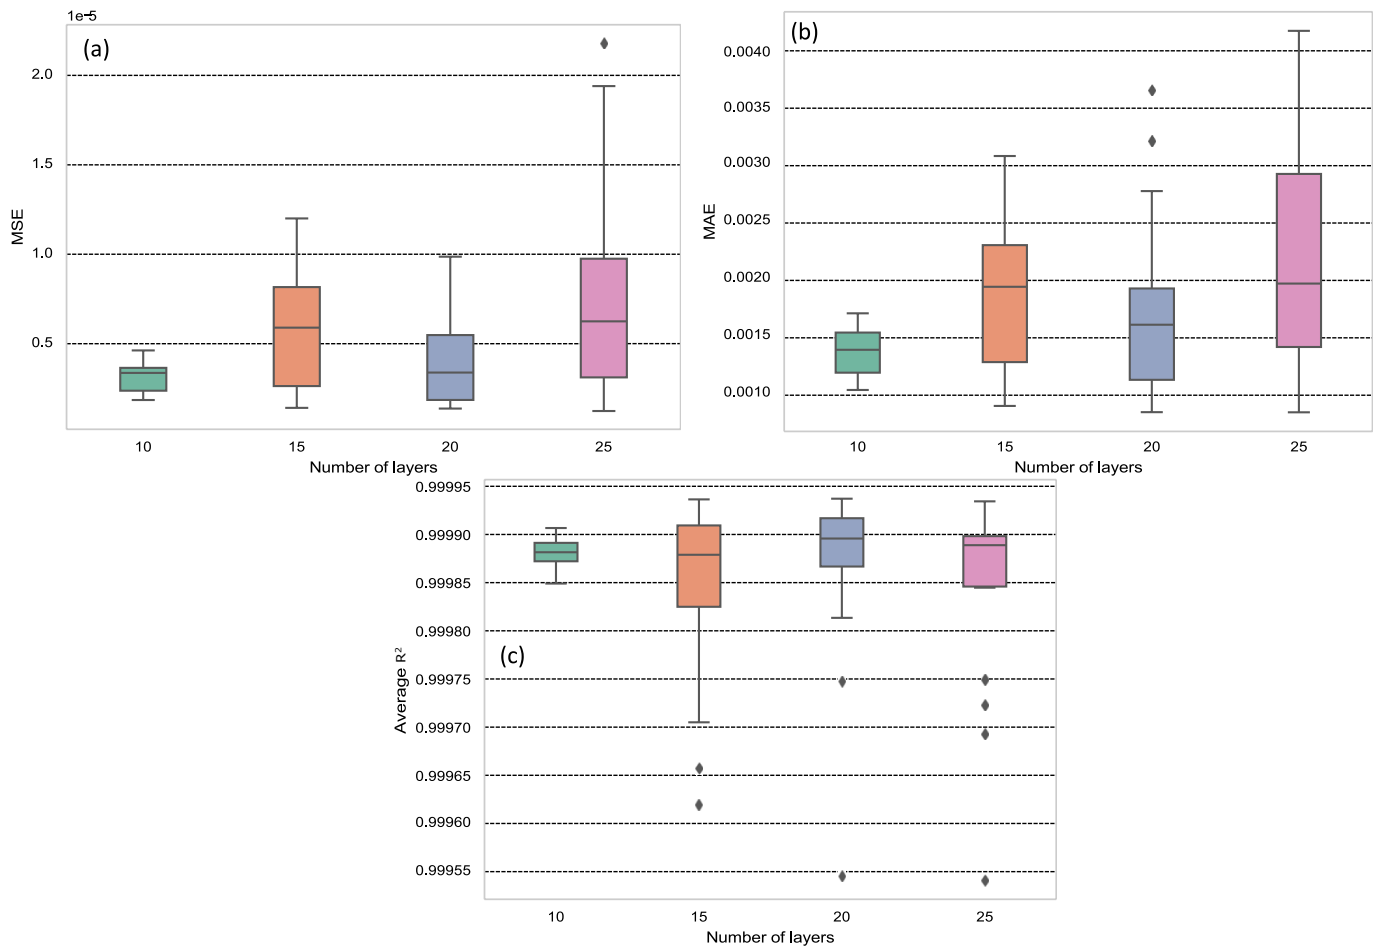 1e−5
(a)
2.0
1.5
1.0
0.5
MSE
10 15 20 25
Number of layers
(b)
0.0040
0.0035
0.0030
0.0025
0.0020
0.0015
0.0010
MAE
10 15 20 25
Number of layers
0.99995
0.99990
0.99985
0.99980
0.99975
0.99970
0.99965
0.99960
0.99955
(c)
Average R²
10 15 20 25
Number of layers